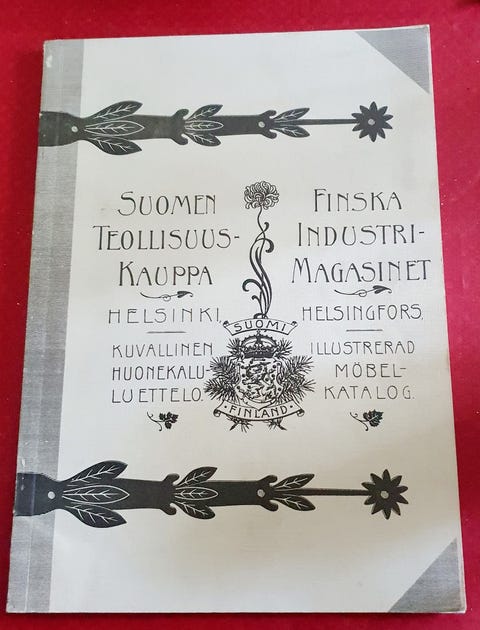 SUOMEN
TEOLLISUUS-
KAUPPA
HELSINKI,
KUVALLINEN
HUONEKALU-
LUETTELO.
FINSKA
INDUSTRI-
MAGASINET
HELSINGFORS.
ILLUSTRERAD
MÖBEL-
KATALOG.
SUOMI
FINLAND